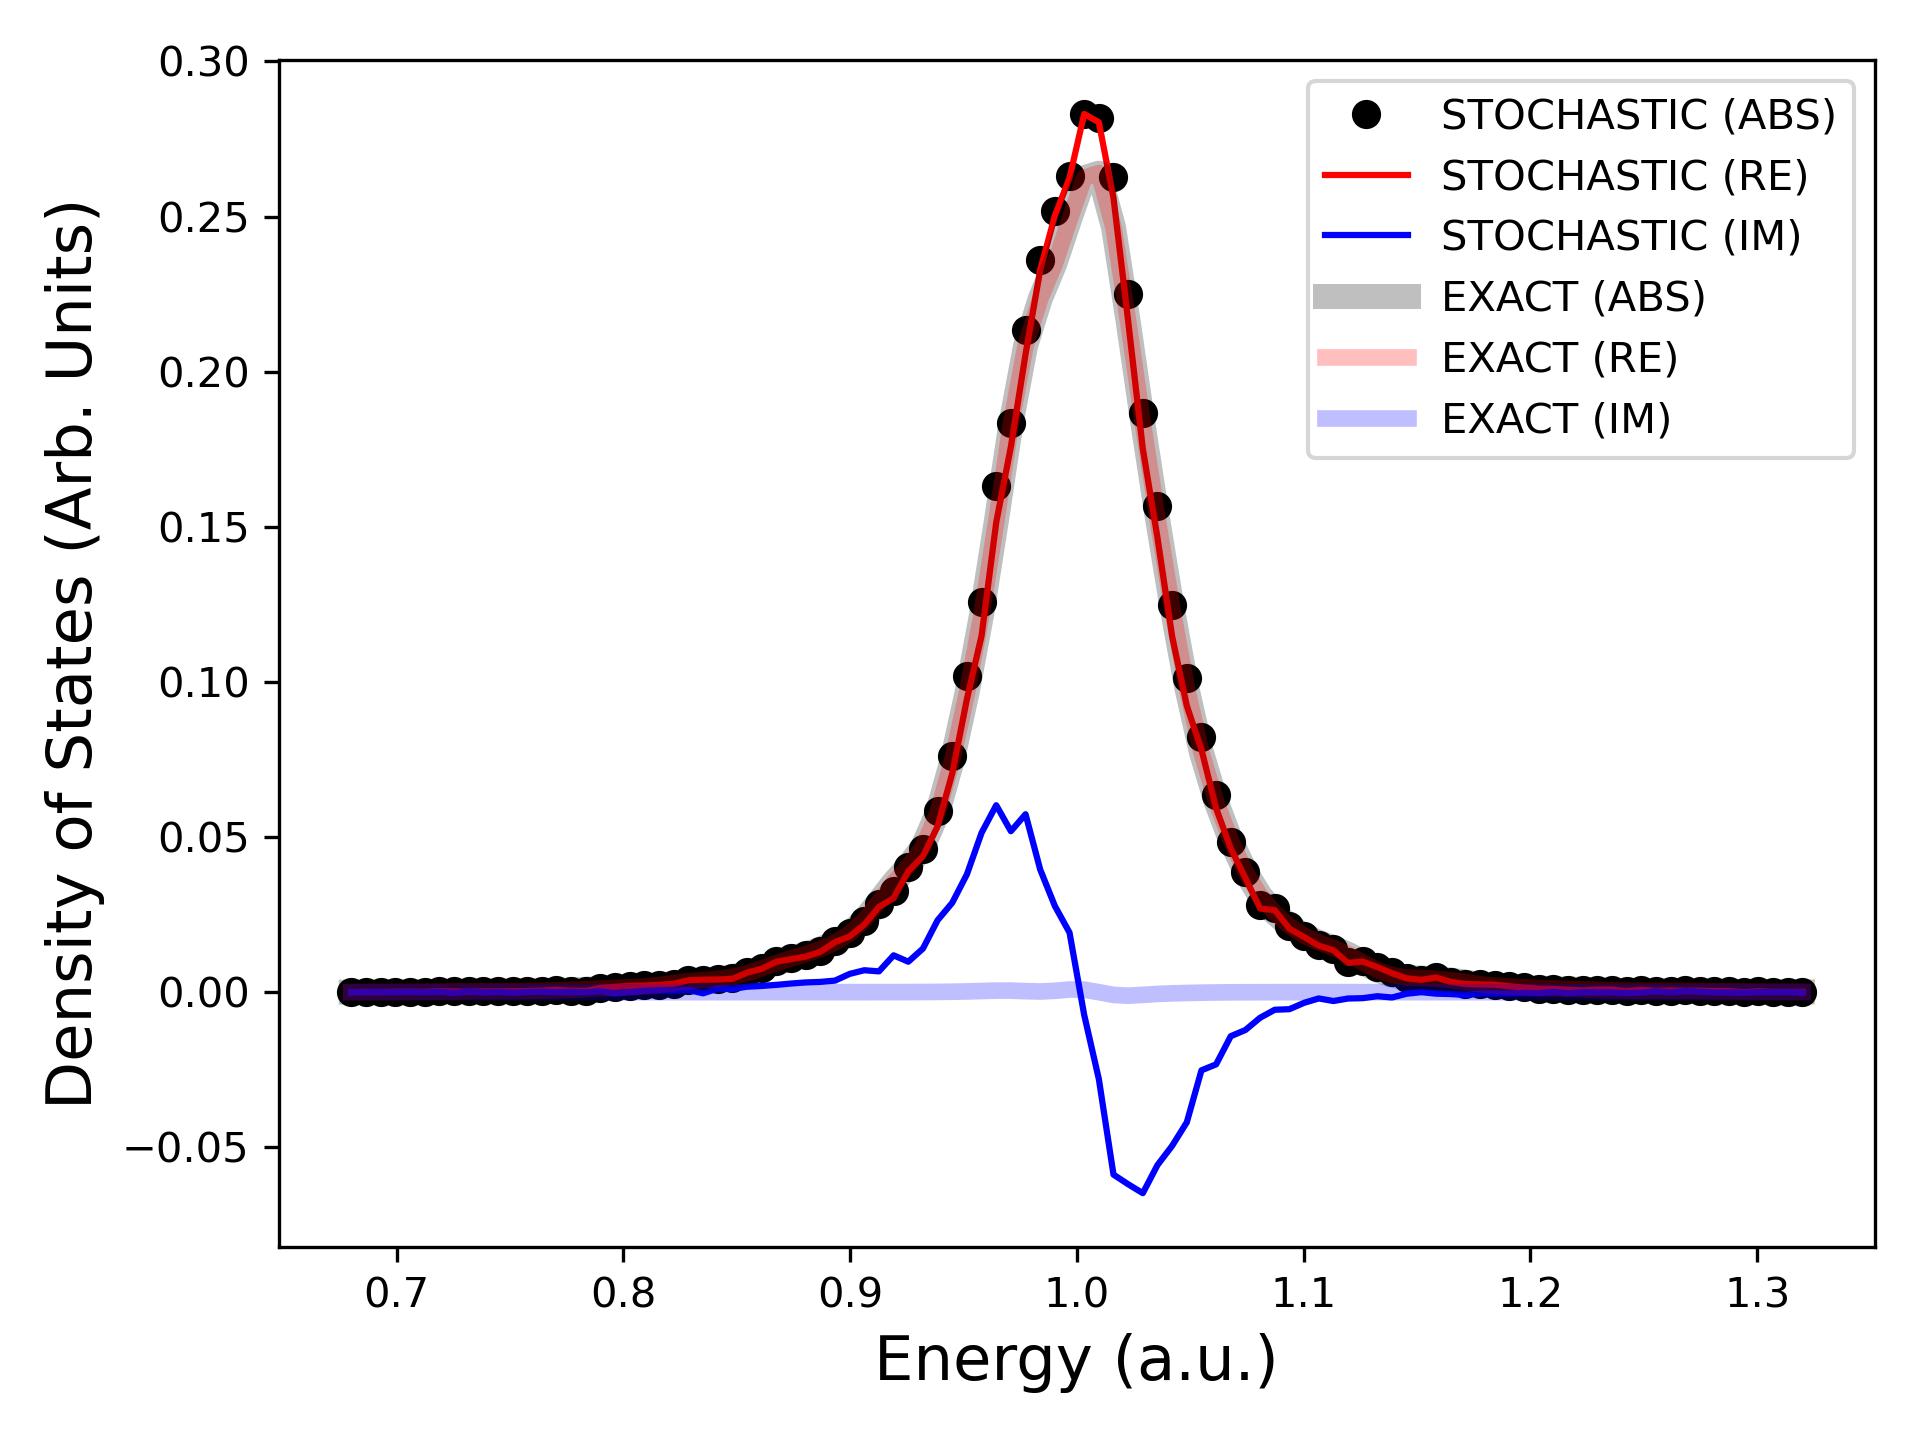 0.30
0.25
0.20
0.15
0.10
0.05
0.00
−0.05
Density of States (Arb. Units)
STOCHASTIC (ABS)
STOCHASTIC (RE)
STOCHASTIC (IM)
EXACT (ABS)
EXACT (RE)
EXACT (IM)
0.7 0.8 0.9 1.0 1.1 1.2 1.3
Energy (a.u.)